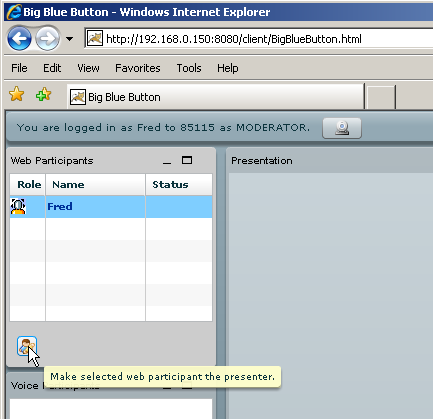 Big Blue Button - Windows Internet Explorer
http://192.168.0.150:8080/client/BigBlueButton.html
File Edit View Favorites Tools Help
Big Blue Button
You are logged in as Fred to 85115 as MODERATOR.
Web Participants Presentation
Role Name Status
Fred
Make selected web participant the presenter.
Voice Participants